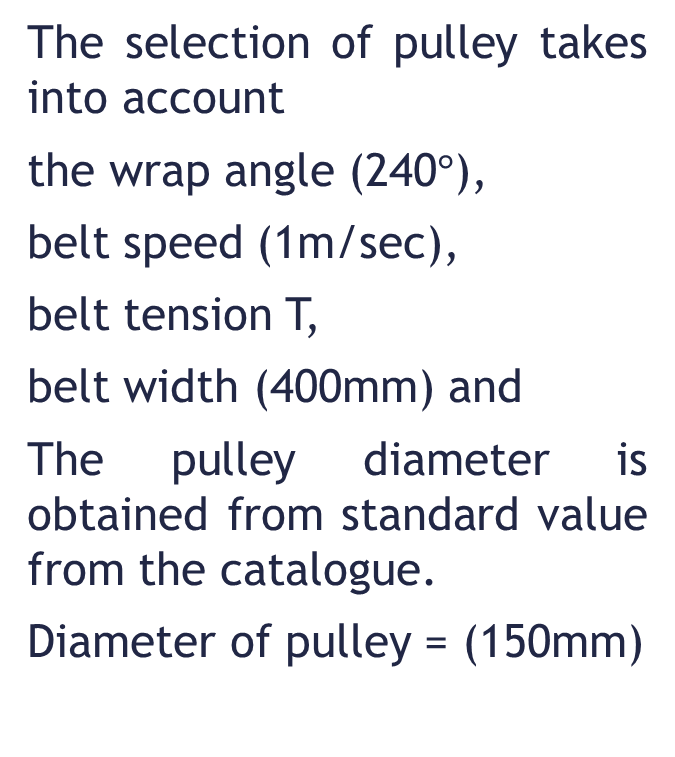 The selection of pulley takes
into account
the wrap angle (240°),
belt speed (1m/sec),
belt tension T,
belt width (400mm) and
The pulley diameter is
obtained from standard value
from the catalogue.
Diameter of pulley = (150mm)